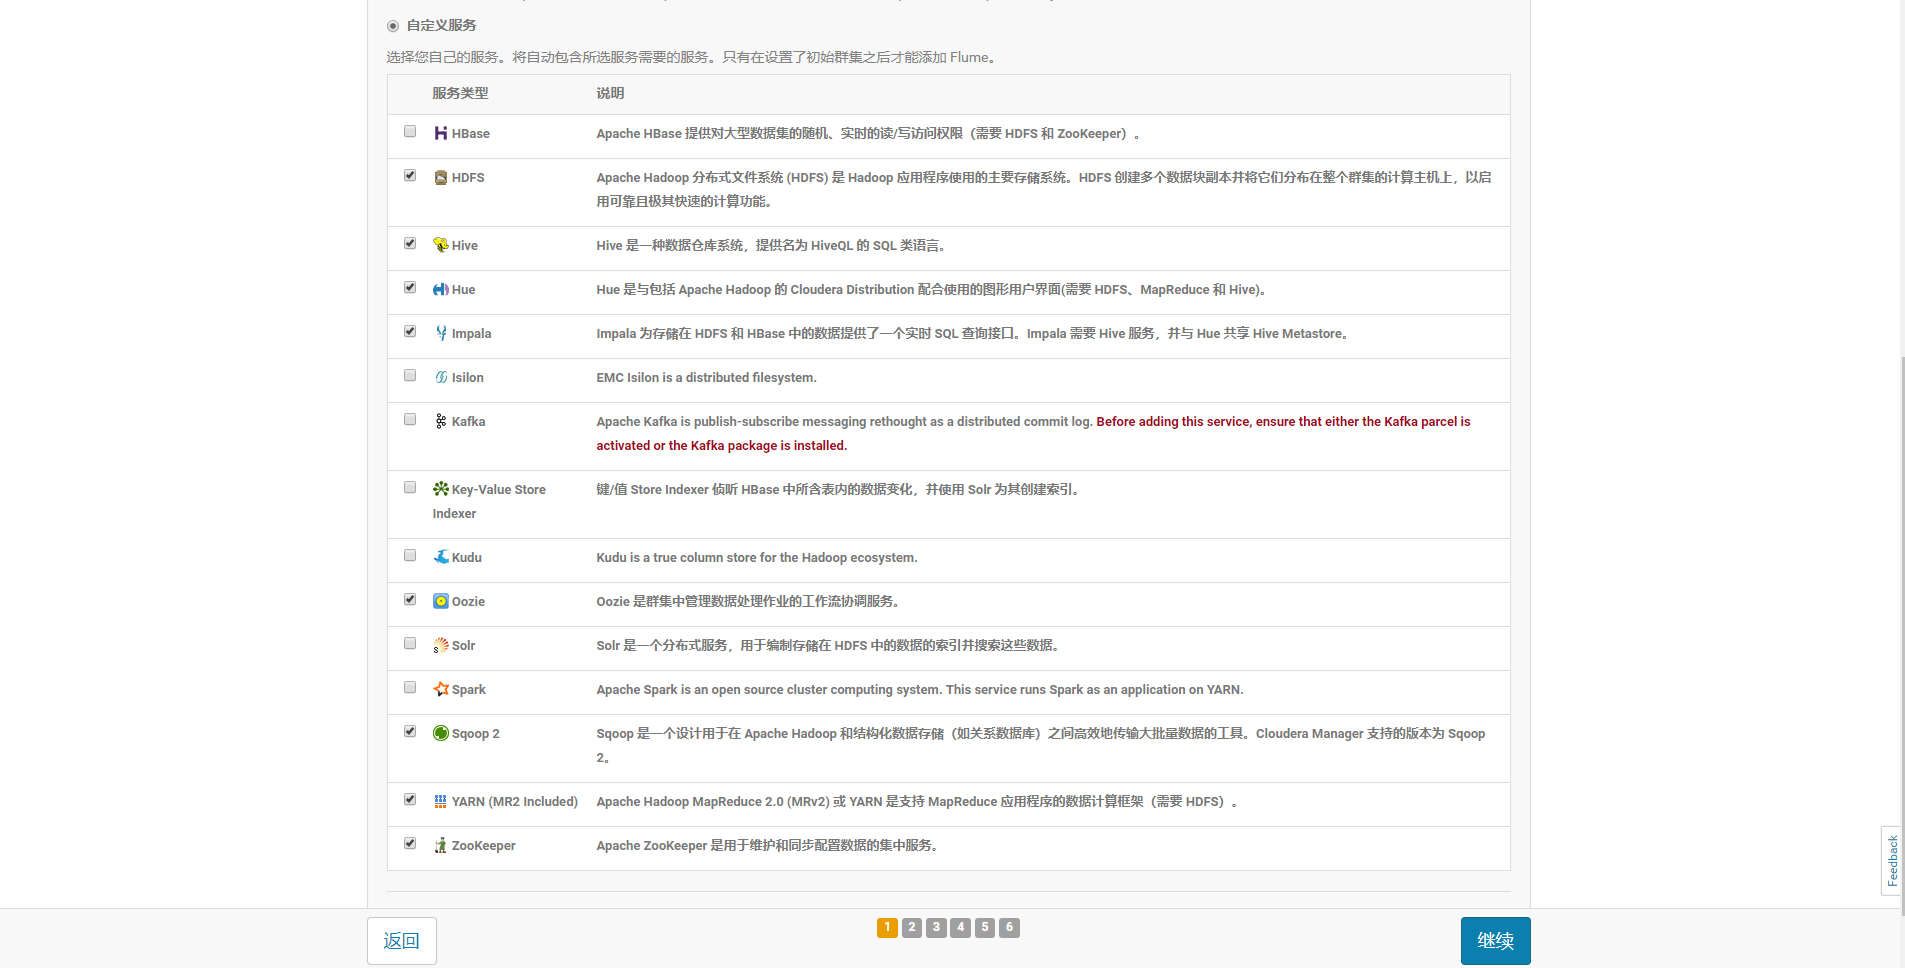 自定义服务
选择您自己的服务。将自动包含所选服务需要的服务。只有在设置了初始群集之后才能添加 Flume。
服务类型 说明
HBase Apache HBase 提供对大型数据集的随机、实时的读/写访问权限（需要 HDFS 和 ZooKeeper）。
HDFS Apache Hadoop 分布式文件系统 (HDFS) 是 Hadoop 应用程序使用的主要存储系统。HDFS 创建多个数据块副本并将它们分布在整个群集的计算主机上，以启
用可靠且极其快速的计算功能。
Hive Hive 是一种数据仓库系统，提供名为 HiveQL 的 SQL 类语言。
Hue Hue 是与包括 Apache Hadoop 的 Cloudera Distribution 配合使用的图形用户界面(需要 HDFS、MapReduce 和 Hive)。
Impala Impala 为存储在 HDFS 和 HBase 中的数据提供了一个实时 SQL 查询接口。Impala 需要 Hive 服务，并与 Hue 共享 Hive Metastore。
Isilon EMC Isilon is a distributed filesystem.
Kafka Apache Kafka is publish-subscribe messaging rethought as a distributed commit log. Before adding this service, ensure that either the Kafka parcel is
activated or the Kafka package is installed.
Key-Value Store 键/值 Store Indexer 侦听 HBase 中所含表内的数据变化，并使用 Solr 为其创建索引。
Indexer
Kudu Kudu is a true column store for the Hadoop ecosystem.
Oozie Oozie 是群集中管理数据处理作业的工作流协调服务。
Solr Solr 是一个分布式服务，用于编制存储在 HDFS 中的数据的索引并搜索这些数据。
Spark Apache Spark is an open source cluster computing system. This service runs Spark as an application on YARN.
Sqoop 2 Sqoop 是一个设计用于在 Apache Hadoop 和结构化数据存储（如关系数据库）之间高效地传输大批量数据的工具。Cloudera Manager 支持的版本为 Sqoop
2。
YARN (MR2 Included) Apache Hadoop MapReduce 2.0 (MRv2) 或 YARN 是支持 MapReduce 应用程序的数据计算框架（需要 HDFS）。
ZooKeeper Apache ZooKeeper 是用于维护和同步配置数据的集中服务。
Feedback
返回 1 2 3 4 5 6 继续